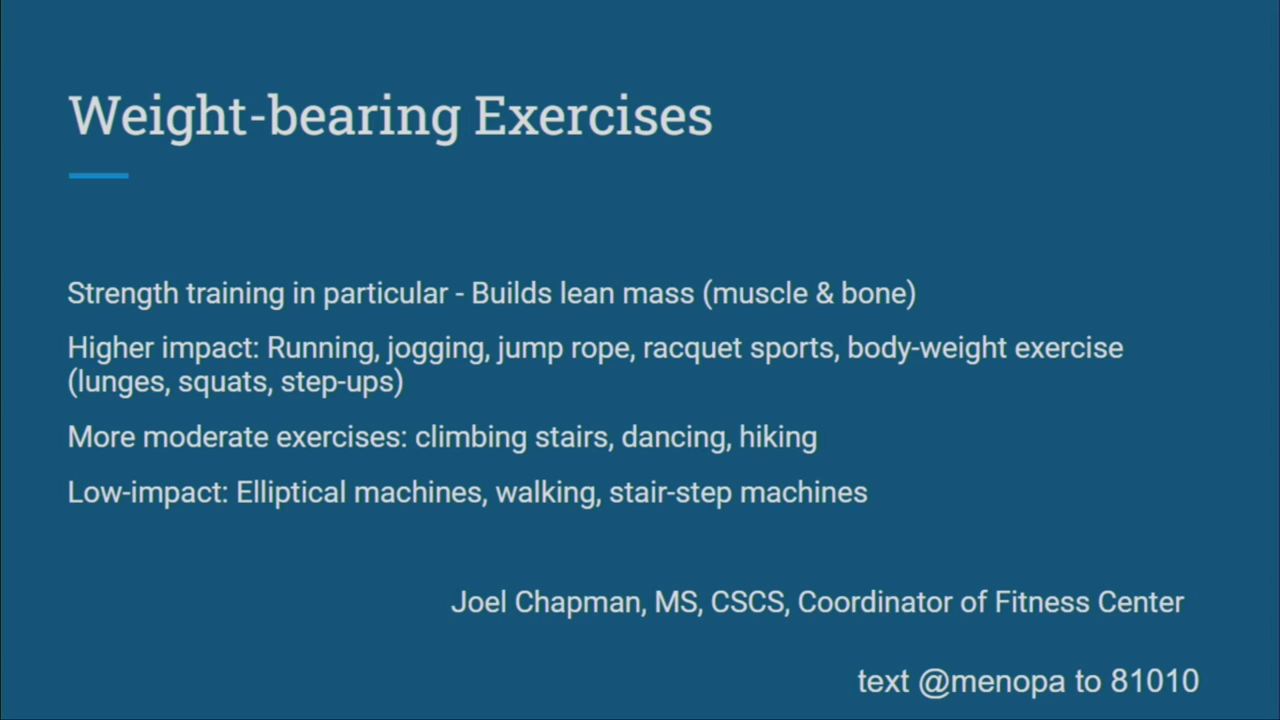 Weight-bearing Exercises
Strength training in particular - Builds lean mass (muscle & bone)
Higher impact: Running, jogging, jump rope, racquet sports, body-weight exercise
(lunges, squats, step-ups)
More moderate exercises: climbing stairs, dancing, hiking
Low-impact: Elliptical machines, walking, stair-step machines
Joel Chapman, MS, CSCS, Coordinator of Fitness Center
text @menopa to 81010